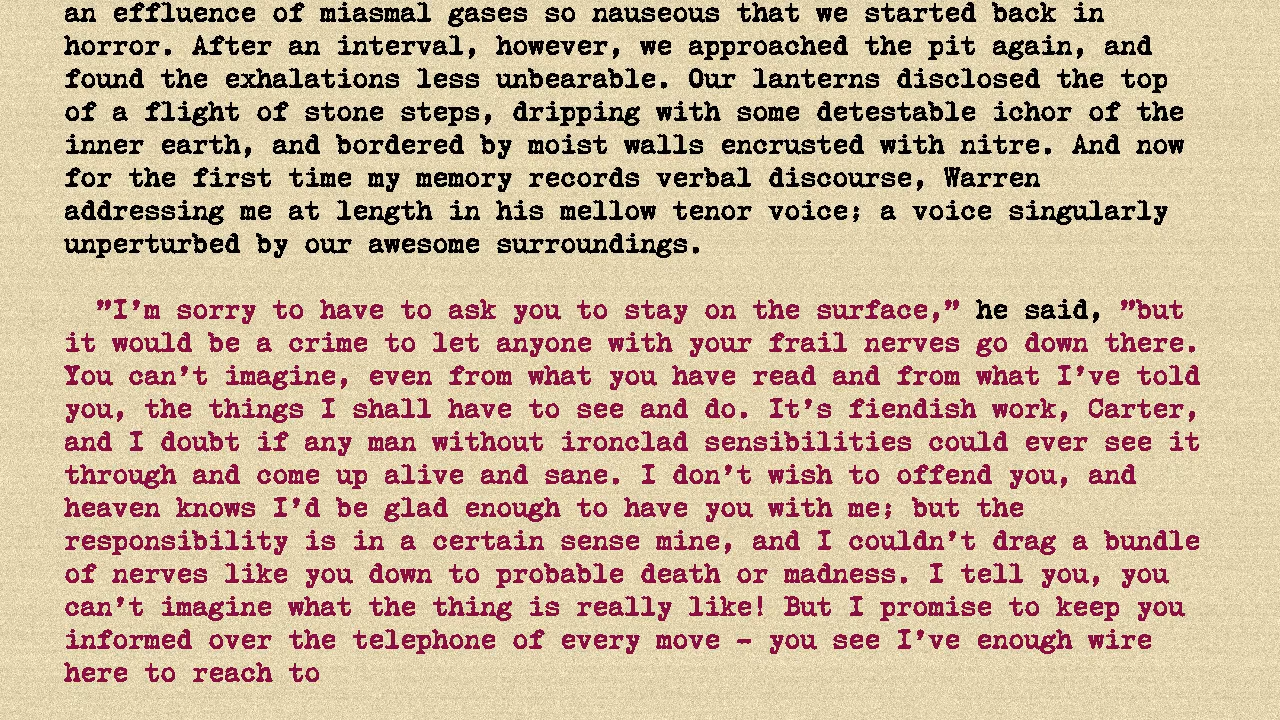 an effluence of miasmal gases so nauseous that we started back in
horror. After an interval, however, we approached the pit again, and
found the exhalations less unbearable. Our lanterns disclosed the top
of a flight of stone steps, dripping with some detestable ichor of the
inner earth, and bordered by moist walls encrusted with nitre. And now
for the first time my memory records verbal discourse, Warren
addressing me at length in his mellow tenor voice; a voice singularly
unperturbed by our awesome surroundings.
”I’m sorry to have to ask you to stay on the surface,” he said, ”but
it would be a crime to let anyone with your frail nerves go down there.
You can’t imagine, even from what you have read and from what I’ve told
you, the things I shall have to see and do. It’s fiendish work, Carter,
and I doubt if any man without ironclad sensibilities could ever see it
through and come up alive and sane. I don’t wish to offend you, and
heaven knows I’d be glad enough to have you with me; but the
responsibility is in a certain sense mine, and I couldn’t drag a bundle
of nerves like you down to probable death or madness. I tell you, you
can’t imagine what the thing is really like! But I promise to keep you
informed over the telephone of every move – you see I’ve enough wire
here to reach to